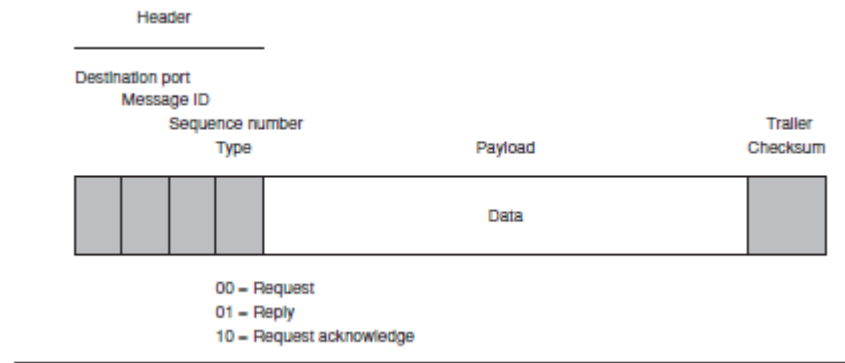 Header
Destination port
Message ID
Sequence number
Type
Payload
Trailer
Checksum
Data
00 = Request
01 = Reply
10 = Request acknowledge